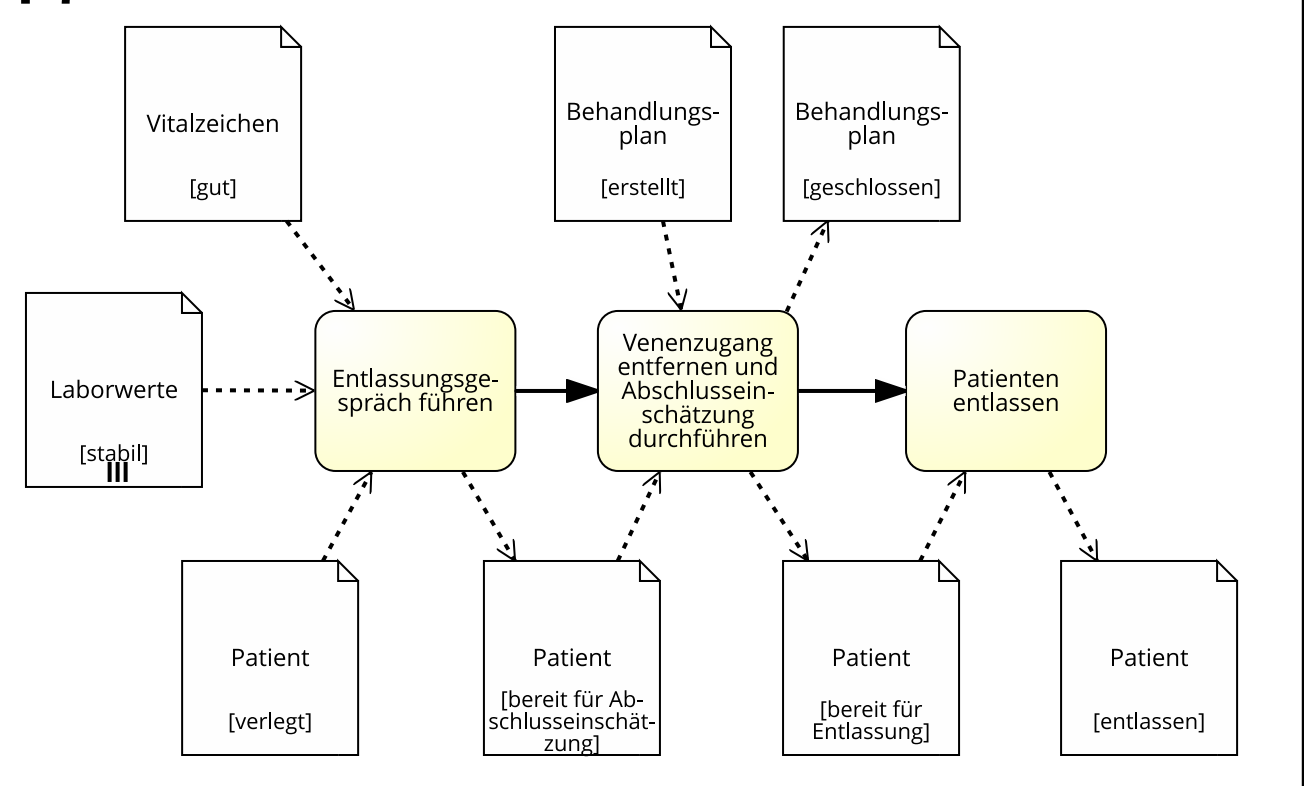 Vitalzeichen
[gut]
Behandlungs-
plan
[erstellt]
Behandlungs-
plan
[geschlossen]
Laborwerte
[stabil]
Entlassungsge-
spräch führen
Venenzugang
entfernen und
Abschlussein-
schätzung
durchführen
Patienten
entlassen
Patient
[verlegt]
Patient
[bereit für Ab-
schlusseinschät-
zung]
Patient
[bereit für
Entlassung]
Patient
[entlassen]